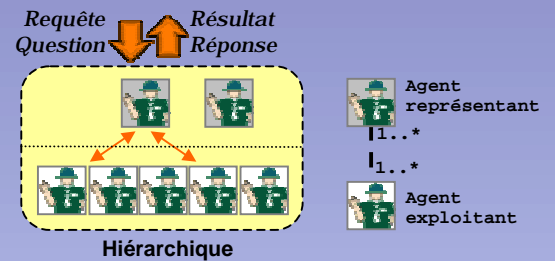 Requête
Question
Résultat
Réponse
Hiérarchique
Agent
représentant
1..*
1..*
Agent
exploitant